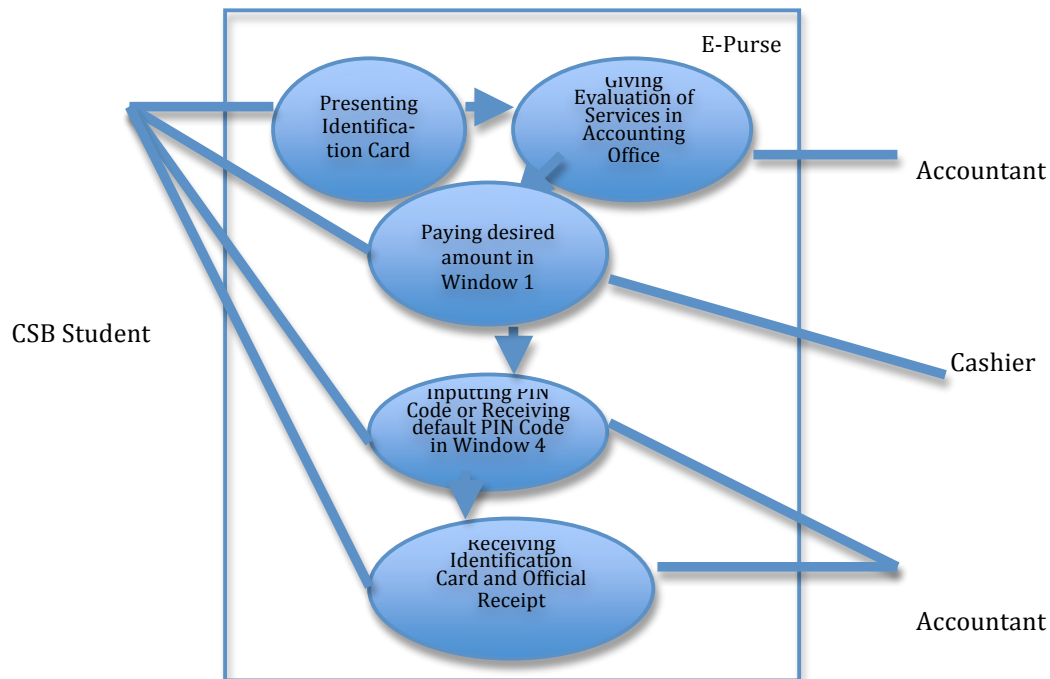 E-Purse
Presenting
Identifica-
tion Card
Giving
Evaluation of
Services in
Accounting
Office
Accountant
Paying desired
amount in
Window 1
CSB Student
Cashier
Inputting PIN
Code or Receiving
default PIN Code
in Window 4
Receiving
Identification
Card and Official
Receipt
Accountant